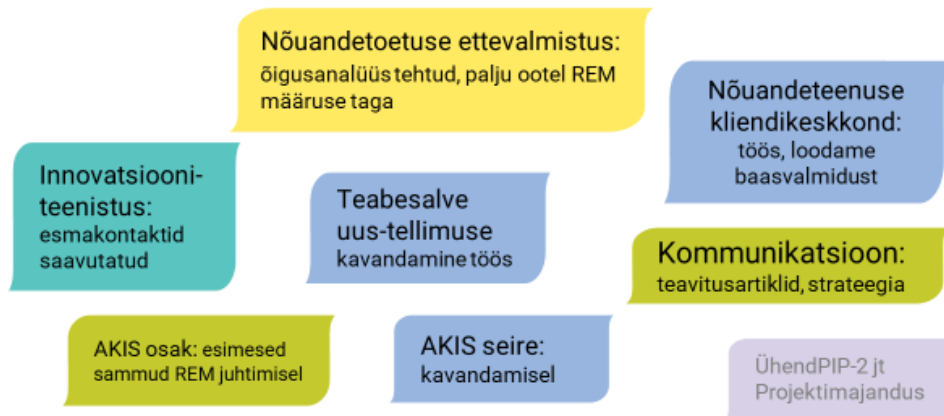 Nõuandetoetuse ettevalmistus:
õigusanalüüs tehtud, palju ootel REM
määruse taga
Nõuandeteenuse
kliendikeskkond:
töös, loodame
baasvalmidust
Innovatsiooni-
teenistus:
esmakontaktid
saavutatud
Teabesalve
uus-tellimuse
kavandamine töös
Kommunikatsioon:
teavitusartiklid, strateegia
AKIS osak: esimesed
sammud REM juhtimisel
AKIS seire:
kavandamisel
ÜhendPIP-2 jt
Projektimajandus